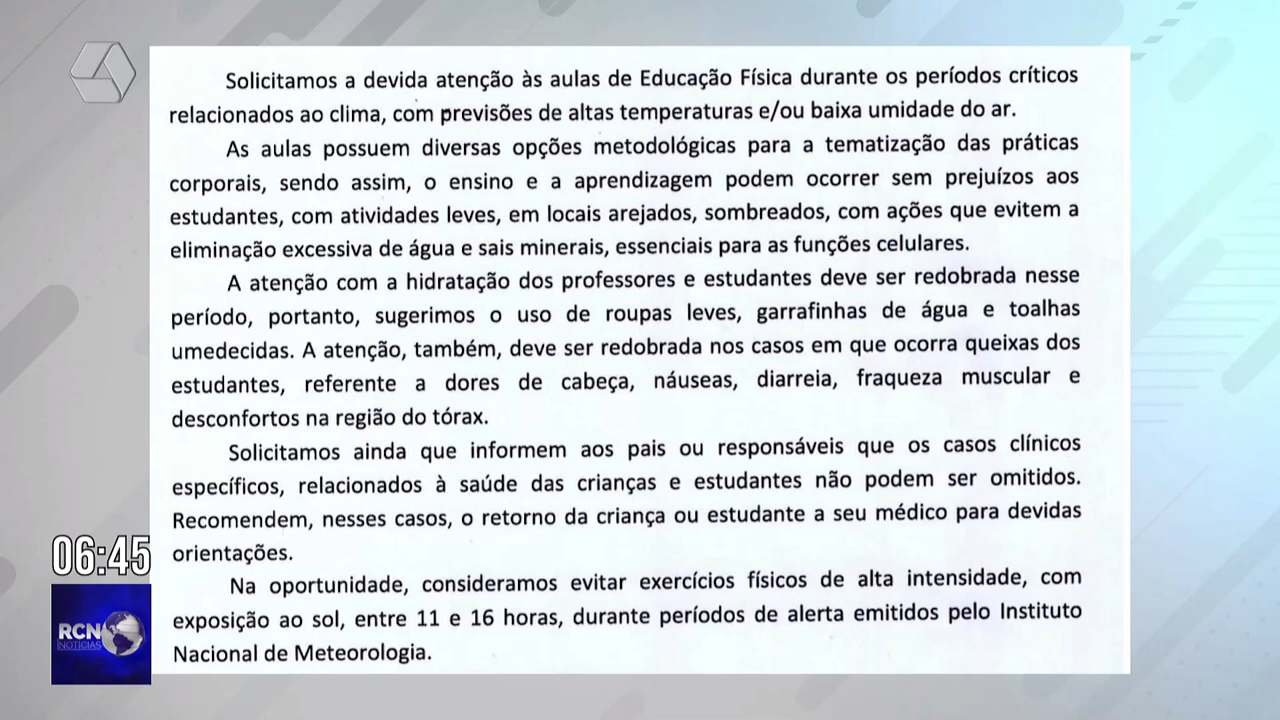 Solicitamos a devida atenção às aulas de Educação Física durante os períodos críticos
relacionados ao clima, com previsões de altas temperaturas e/ou baixa umidade do ar.
As aulas possuem diversas opções metodológicas para a tematização das práticas
corporais, sendo assim, o ensino e a aprendizagem podem ocorrer sem prejuízos aos
estudantes, com atividades leves, em locais arejados, sombreados, com ações que evitem a
eliminação excessiva de água e sais minerais, essenciais para as funções celulares.
A atenção com a hidratação dos professores e estudantes deve ser redobrada nesse
período, portanto, sugerimos o uso de roupas leves, garrafinhas de água e toalhas
umedecidas. A atenção, também, deve ser redobrada nos casos em que ocorra queixas dos
estudantes, referente a dores de cabeça, náuseas, diarreia, fraqueza muscular e
desconfortos na região do tórax.
Solicitamos ainda que informem aos pais ou responsáveis que os casos clínicos
específicos, relacionados à saúde das crianças e estudantes não podem ser omitidos.
Recomendem, nesses casos, o retorno da criança ou estudante a seu médico para devidas
orientações.
Na oportunidade, consideramos evitar exercícios físicos de alta intensidade, com
exposição ao sol, entre 11 e 16 horas, durante períodos de alerta emitidos pelo Instituto
Nacional de Meteorologia.
06:45
RCN
NOTÍCIAS